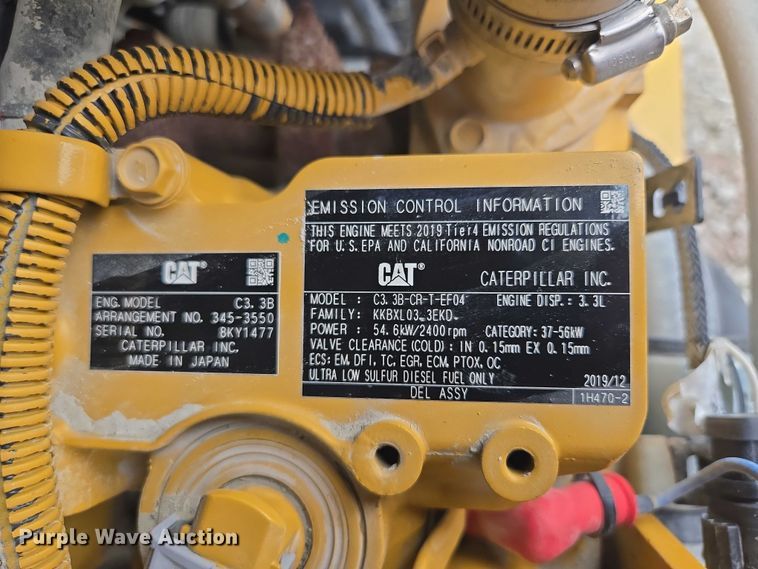 CAT®
ENG. MODEL C3.3B
ARRANGEMENT NO. 345-3550
SERIAL NO. 8KY1477
CATERPILLAR INC.
MADE IN JAPAN
EMISSION CONTROL INFORMATION
THIS ENGINE MEETS 2019 Tier4 EMISSION REGULATIONS
FOR U.S.EPA AND CALIFORNIA NONROAD CI ENGINES.
CAT® CATERPILLAR INC.
MODEL : C3.3B-CR-T-EF04 ENGINE DISP.: 3.3L
FAMILY: KKBXL03.3EKD
POWER : 54.6kW/2400rpm CATEGORY: 37-56kW
VALVE CLEARANCE(COLD): IN 0.15mm EX 0.15mm
ECS: EM, DFI, TC, EGR, ECM, PTOX, OC
ULTRA LOW SULFUR DIESEL FUEL ONLY 2019/12
DEL ASSY 1H470-2
Purple Wave Auction®
purplewave.com